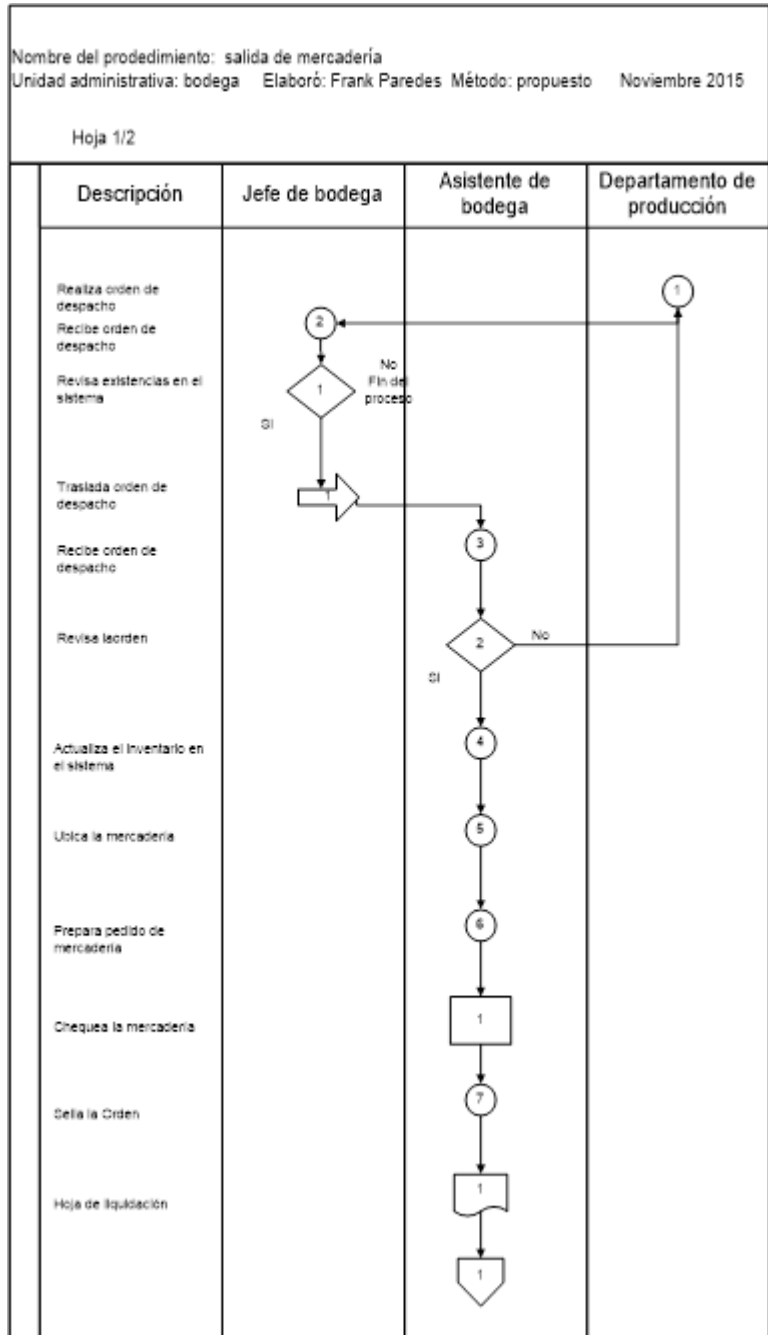 Nombre del prodedimiento: salida de mercadería
Unidad administrativa: bodega Elaboró: Frank Paredes Método: propuesto Noviembre 2015
Hoja 1/2
Descripción
Jefe de bodega
Asistente de
bodega
Departamento de
producción
Realiza orden de
despacho
1
Recibe orden de
despacho
2
Revisa existencias en el
sistema
1
No
Fin del
proceso
SI
Traslada orden de
despacho
1
Recibe orden de
despacho
3
Revisa laorden
2
No
SI
Actualiza el inventario en
el sistema
4
Ubica la mercadería
5
Prepara pedido de
mercadería
6
Chequea la mercadería
1
Sella la Orden
7
Hoja de liquidación
1
1